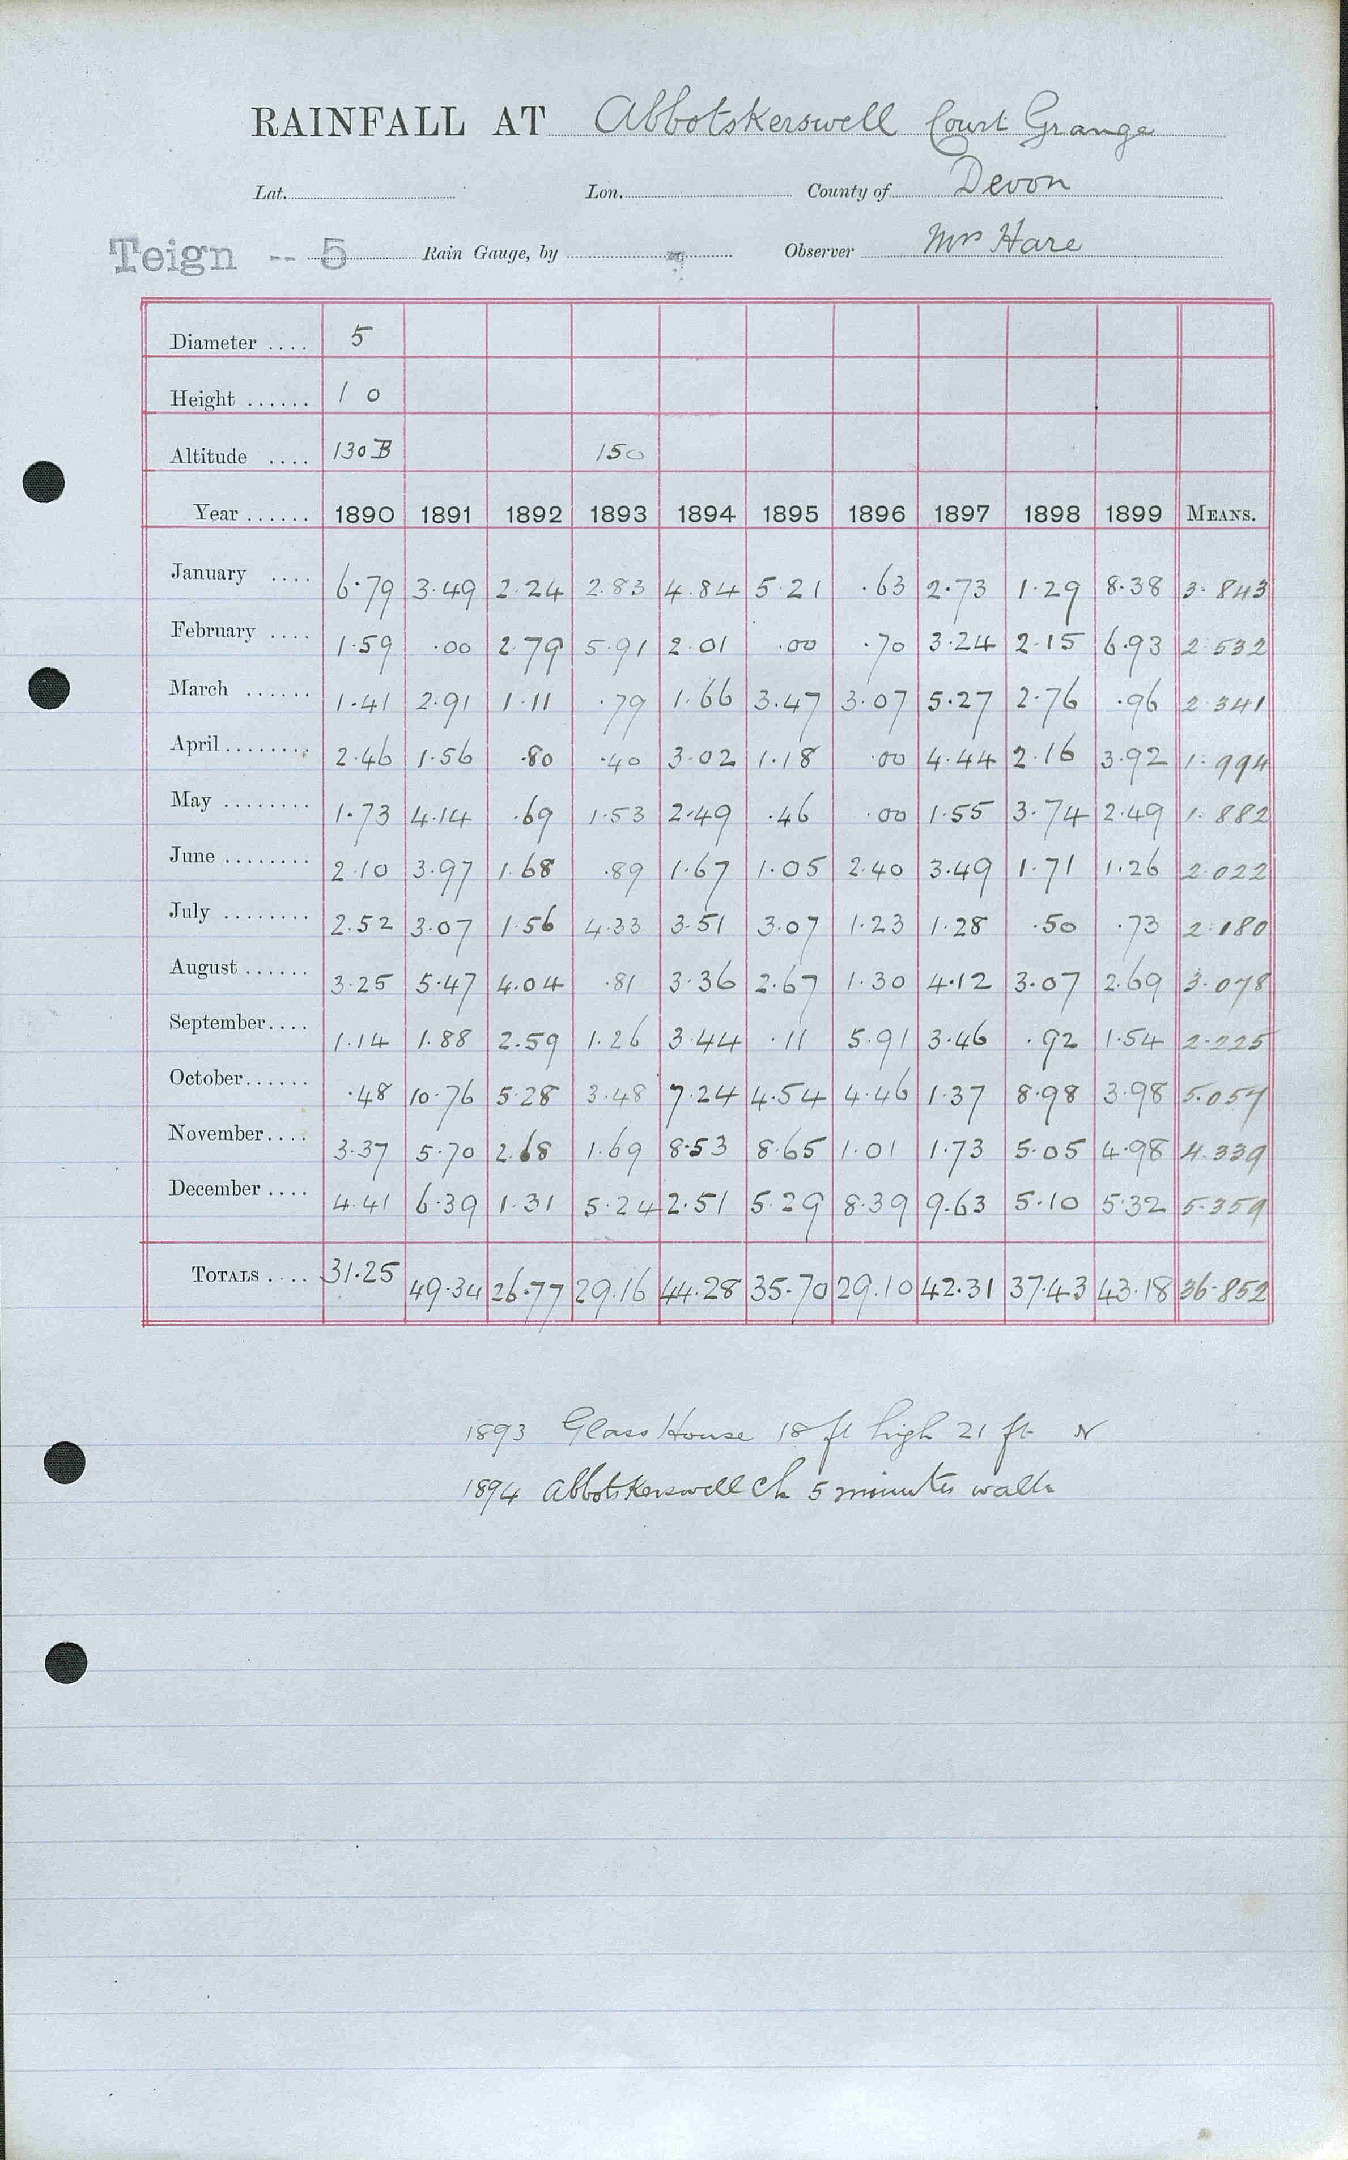 RAINFALL AT Abbotskerswell Court Grange
Lat. Lon. County of Devon
Teign -- 5 Rain Gauge, by Observer Mrs Hare
Diameter .... 5
Height ...... 1 0
Altitude .... 130 B 150
Year ...... 1890 1891 1892 1893 1894 1895 1896 1897 1898 1899 MEANS.
January .... 6.79 3.49 2.24 2.83 4.84 5.21 .63 2.73 1.29 8.38 3.843
February .... 1.59 .00 2.79 5.91 2.01 .00 .70 3.24 2.15 6.93 2.532
March ...... 1.41 2.91 1.11 .79 1.66 3.47 3.07 5.27 2.76 .96 2.341
April ........ 2.46 1.56 .80 .40 3.02 1.18 .00 4.44 2.16 3.92 1.994
May ........ 1.73 4.14 .69 1.53 2.49 .46 .00 1.55 3.74 2.49 1.882
June ........ 2.10 3.97 1.68 .89 1.67 1.05 2.40 3.49 1.71 1.26 2.022
July ........ 2.52 3.07 1.56 4.33 3.51 3.07 1.23 1.28 .50 .73 2.180
August ...... 3.25 5.47 4.04 .81 3.36 2.67 1.30 4.12 3.07 2.69 3.078
September.... 1.14 1.88 2.59 1.26 3.44 .11 5.91 3.46 .92 1.54 2.225
October...... .48 10.76 5.28 3.48 7.24 4.54 4.46 1.37 8.98 3.98 5.057
November.... 3.37 5.70 2.68 1.69 8.53 8.65 1.01 1.73 5.05 4.98 4.339
December .... 4.41 6.39 1.31 5.24 2.51 5.29 8.39 9.63 5.10 5.32 5.359
TOTALS .... 31.25 49.34 26.77 29.16 44.28 35.70 29.10 42.31 37.43 43.18 36.852
1893 Glass House 18 ft high 21 ft N
1894 Abbotskerswell Ch 5 minutes walk